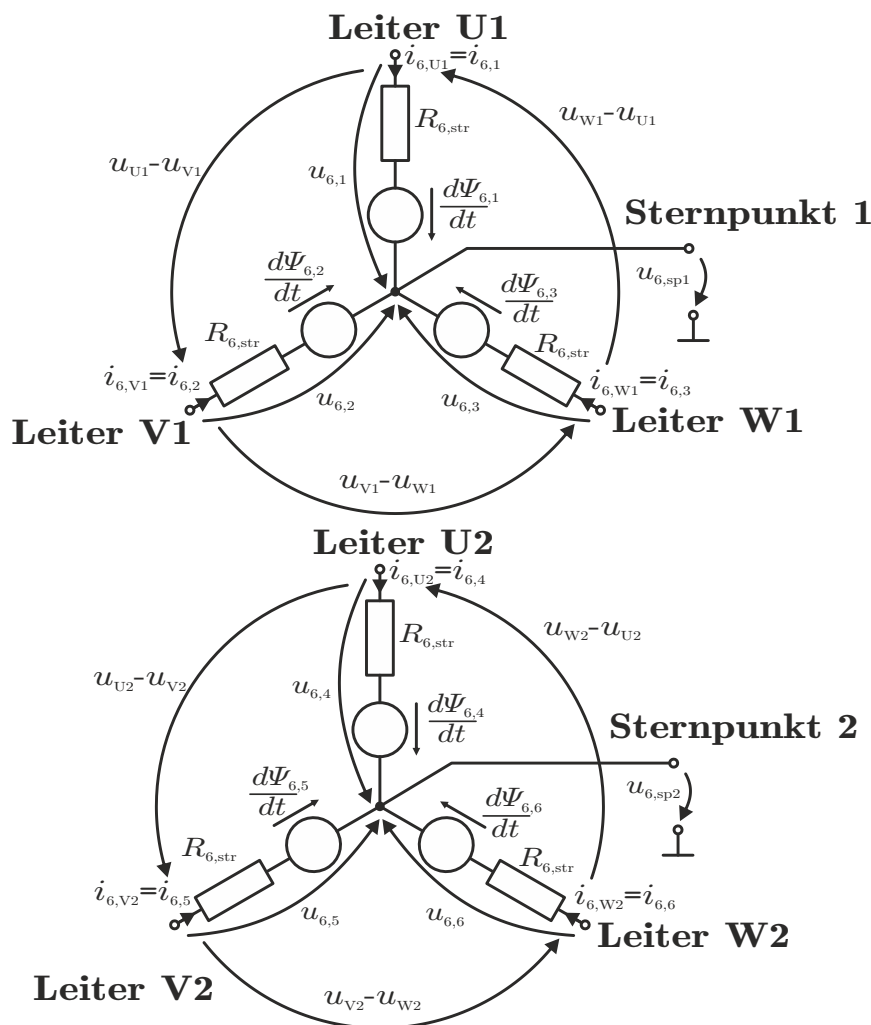 Leiter U1
i6,U1=i6,1
R6,str
uW1-uU1
uU1-uV1
u6,1
dΨ6,1
dt
Sternpunkt 1
dΨ6,2
dt
dΨ6,3
dt
u6,sp1
R6,str
R6,str
i6,V1=i6,2
i6,W1=i6,3
u6,2
u6,3
Leiter V1
Leiter W1
uV1-uW1
Leiter U2
i6,U2=i6,4
R6,str
uW2-uU2
uU2-uV2
u6,4
dΨ6,4
dt
Sternpunkt 2
dΨ6,5
dt
dΨ6,6
dt
u6,sp2
R6,str
R6,str
i6,V2=i6,5
i6,W2=i6,6
u6,5
u6,6
Leiter W2
Leiter V2
uV2-uW2